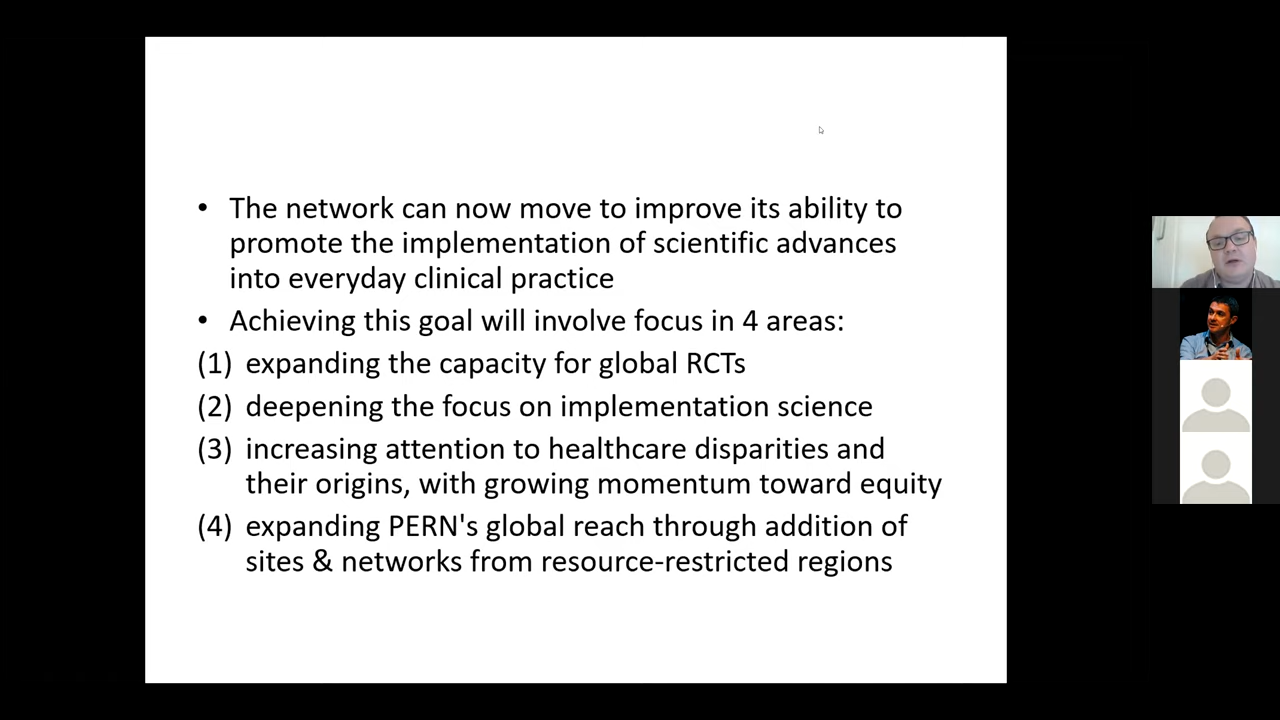 • The network can now move to improve its ability to
promote the implementation of scientific advances
into everyday clinical practice
• Achieving this goal will involve focus in 4 areas:
(1) expanding the capacity for global RCTs
(2) deepening the focus on implementation science
(3) increasing attention to healthcare disparities and
their origins, with growing momentum toward equity
(4) expanding PERN's global reach through addition of
sites & networks from resource-restricted regions